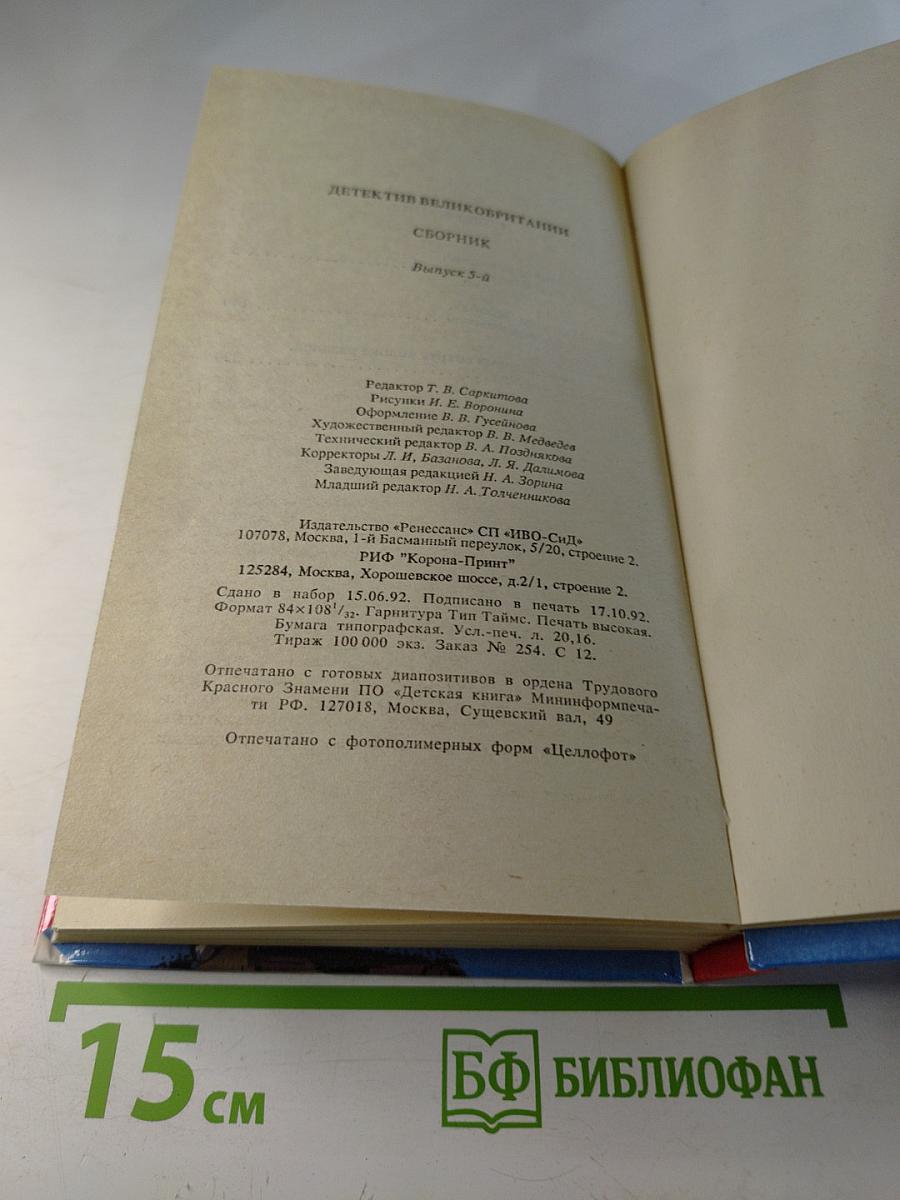 ДЕТЕКТИВ ВЕЛИКОБРИТАНИИ
СБОРНИК
Выпуск 5-й
Редактор Т. В. Саркитова
Рисунки И. Е. Воронина
Оформление В. В. Гусейнова
Художественный редактор В. В. Медведев
Технический редактор В. А. Позднякова
Корректоры Л. И, Базанова, Л. Я. Далимова
Заведующая редакцией Н. А. Зорина
Младший редактор Н. А. Толченникова
Издательство «Ренессанс» СП «ИВО-СиД»
107078, Москва, 1-й Басманный переулок, 5/20, строение 2.
РИФ "Корона-Принт"
125284, Москва, Хорошевское шоссе, д.2/1, строение 2.
Сдано в набор 15.06.92. Подписано в печать 17.10.92.
Формат 84×108¹/₃₂. Гарнитура Тип Таймс. Печать высокая.
Бумага типографская. Усл.-печ. л. 20,16.
Тираж 100 000 экз. Заказ № 254. С 12.
Отпечатано с готовых диапозитивов в ордена Трудового
Красного Знамени ПО «Детская книга» Мининформпеча-
ти РФ. 127018, Москва, Сущевский вал, 49
Отпечатано с фотополимерных форм «Целлофот»
15 см
БФ БИБЛИОФАН